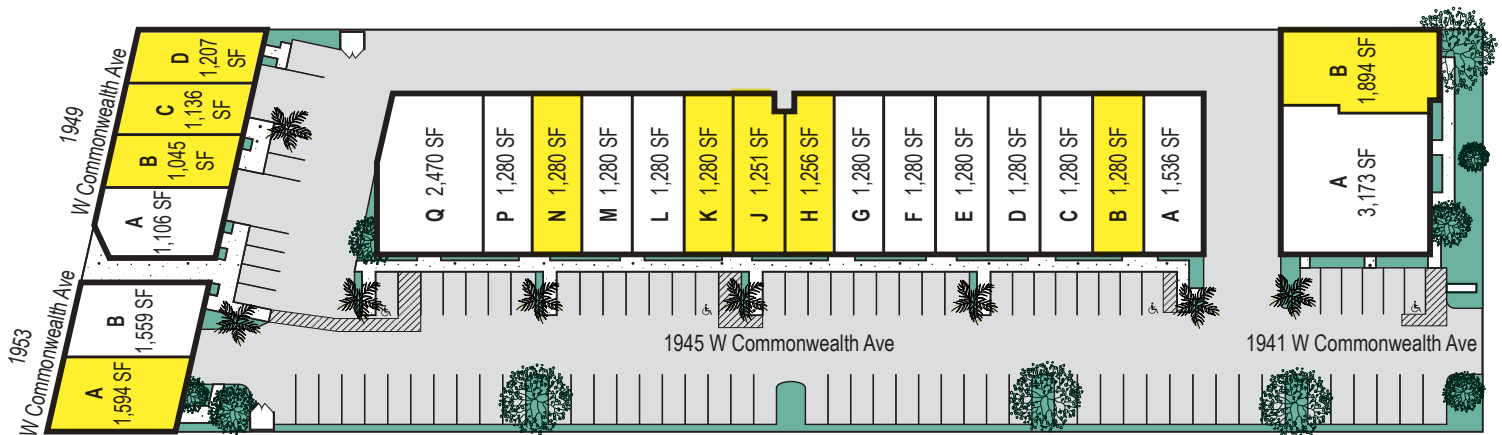 1949
W Commonwealth Ave
D
1,207
SF
C
1,136
SF
B
1,045
SF
A
1,106 SF
1953
W Commonwealth Ave
B
1,559 SF
A
1,594 SF
Q 2,470 SF
P 1,280 SF
N 1,280 SF
M 1,280 SF
L 1,280 SF
K 1,280 SF
J 1,251 SF
H 1,256 SF
G 1,280 SF
F 1,280 SF
E 1,280 SF
D 1,280 SF
C 1,280 SF
B 1,280 SF
A 1,536 SF
1945 W Commonwealth Ave
B
1,894 SF
A
3,173 SF
1941 W Commonwealth Ave